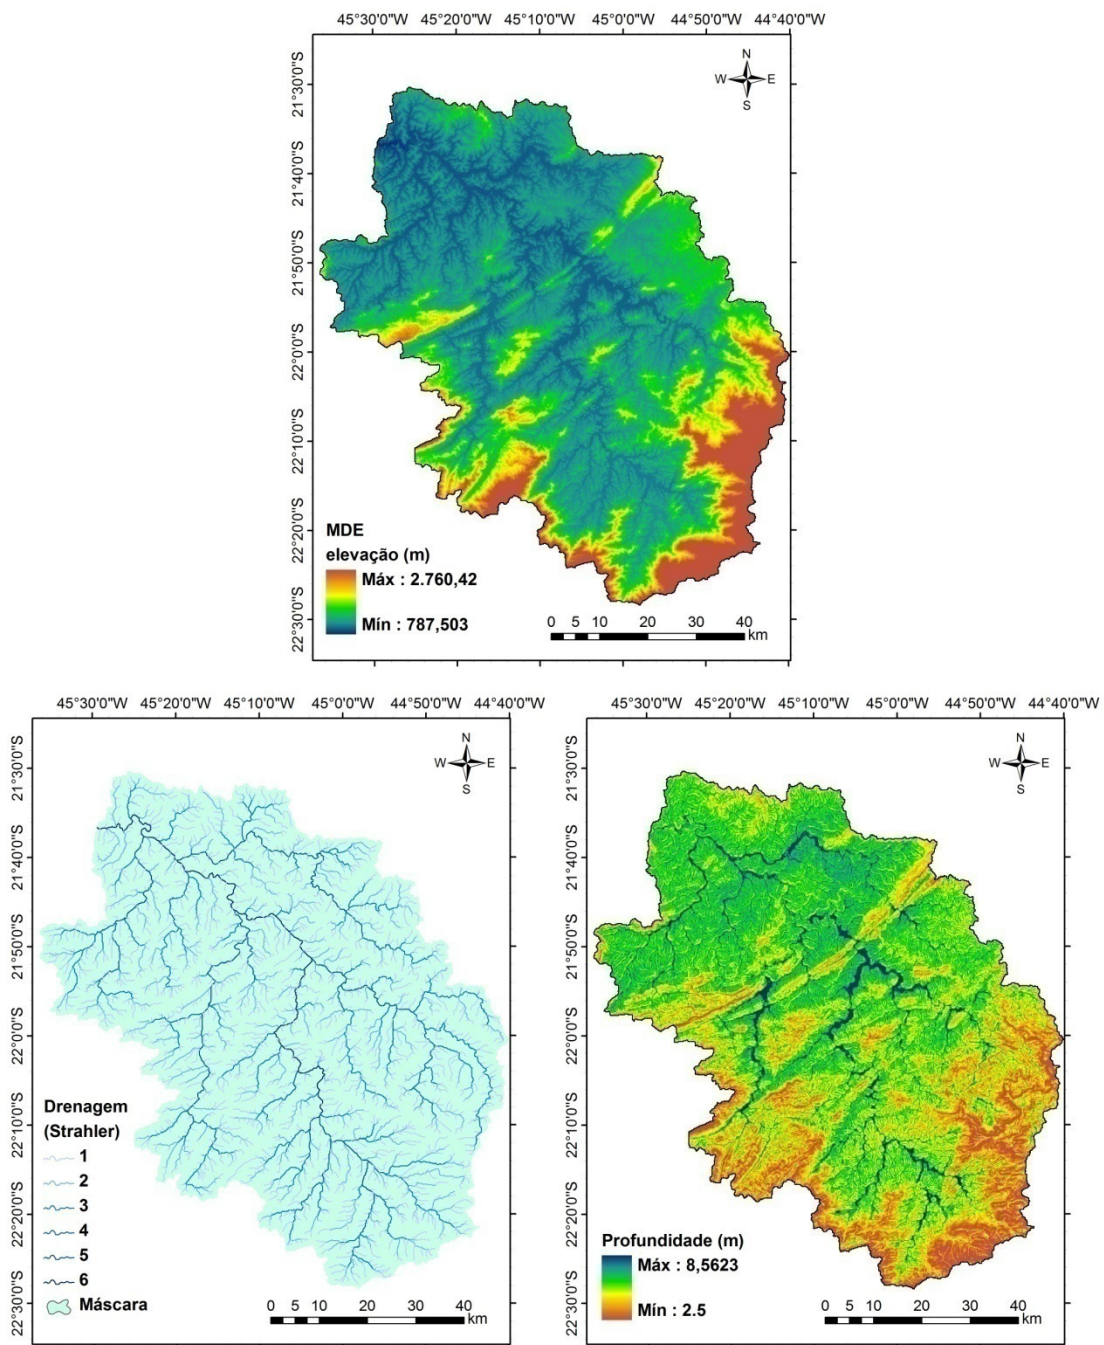 45°30'0"W 45°20'0"W 45°10'0"W 45°0'0"W 44°50'0"W 44°40'0"W
N
W E
S
21°30'0"S
21°40'0"S
21°50'0"S
22°0'0"S
22°10'0"S
22°20'0"S
22°30'0"S
MDE
elevação (m)
Máx : 2.760,42
Mín : 787,503
0 5 10 20 30 40
km
45°30'0"W 45°20'0"W 45°10'0"W 45°0'0"W 44°50'0"W 44°40'0"W
N
W E
S
21°30'0"S
21°40'0"S
21°50'0"S
22°0'0"S
22°10'0"S
22°20'0"S
22°30'0"S
Drenagem
(Strahler)
1
2
3
4
5
6
Máscara
0 5 10 20 30 40
km
45°30'0"W 45°20'0"W 45°10'0"W 45°0'0"W 44°50'0"W 44°40'0"W
N
W E
S
21°30'0"S
21°40'0"S
21°50'0"S
22°0'0"S
22°10'0"S
22°20'0"S
22°30'0"S
Profundidade (m)
Máx : 8,5623
Mín : 2.5
0 5 10 20 30 40
km